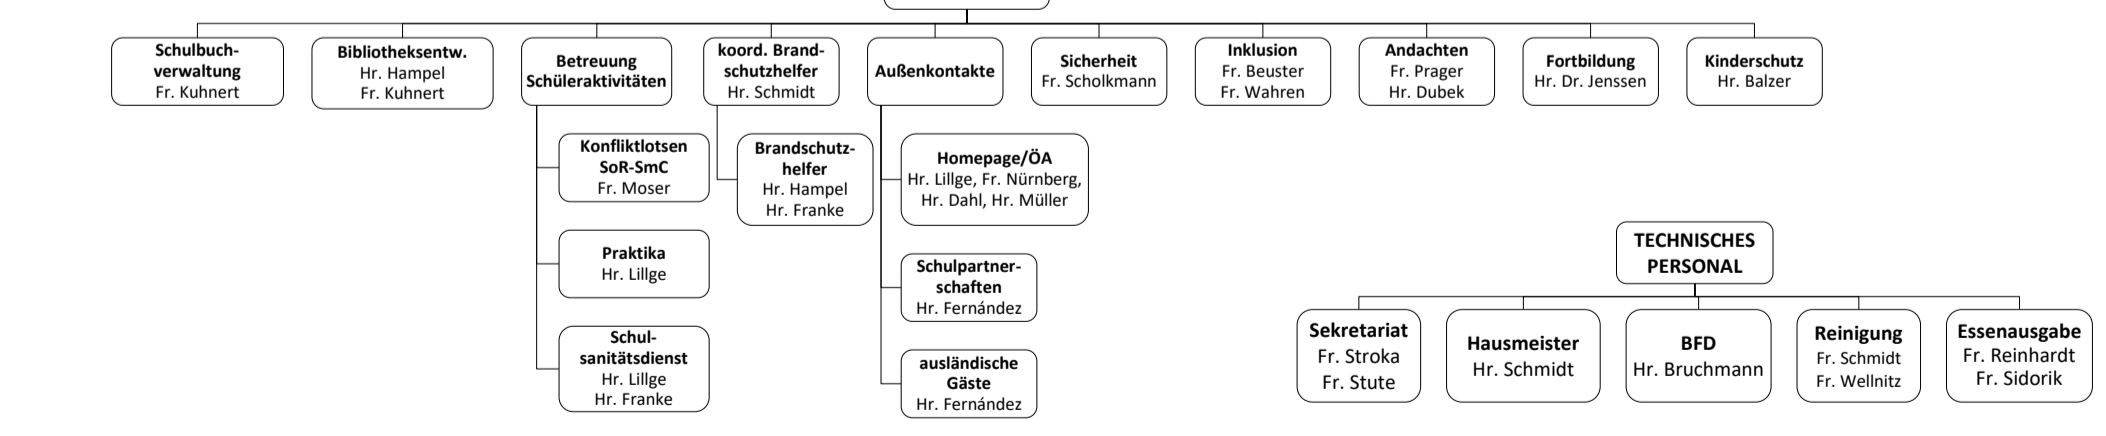 Schulbuch-
verwaltung
Fr. Kuhnert
Bibliotheksentw.
Hr. Hampel
Fr. Kuhnert
Betreuung
Schüleraktivitäten
koord. Brand-
schutzhelfer
Hr. Schmidt
Außenkontakte
Sicherheit
Fr. Scholkmann
Inklusion
Fr. Beuster
Fr. Wahren
Andachten
Fr. Prager
Hr. Dubek
Fortbildung
Hr. Dr. Jenssen
Kinderschutz
Hr. Balzer
Konfliktlotsen
SoR-SmC
Fr. Moser
Praktika
Hr. Lillge
Schul-
sanitätsdienst
Hr. Lillge
Hr. Franke
Brandschutz-
helfer
Hr. Hampel
Hr. Franke
Homepage/ÖA
Hr. Lillge, Fr. Nürnberg,
Hr. Dahl, Hr. Müller
Schulpartner-
schaften
Hr. Fernández
ausländische
Gäste
Hr. Fernández
TECHNISCHES
PERSONAL
Sekretariat
Fr. Stroka
Fr. Stute
Hausmeister
Hr. Schmidt
BFD
Hr. Bruchmann
Reinigung
Fr. Schmidt
Fr. Wellnitz
Essenausgabe
Fr. Reinhardt
Fr. Sidorik